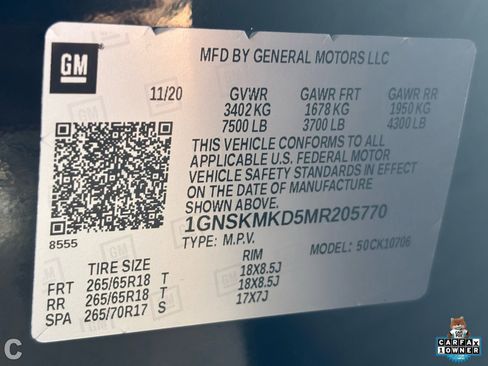 GM
MFD BY GENERAL MOTORS LLC
11/20 GVWR GAWR FRT GAWR RR
3402 KG 1678 KG 1950 KG
7500 LB 3700 LB 4300 LB
THIS VEHICLE CONFORMS TO ALL
APPLICABLE U.S. FEDERAL MOTOR
VEHICLE SAFETY STANDARDS IN EFFECT
ON THE DATE OF MANUFACTURE
SHOWN ABOVE.
1GNSKMKD5MR205770
8555
TYPE: M.P.V. MODEL: 50CK10706
TIRE SIZE RIM
FRT 265/65R18 T 18X8.5J
RR 265/65R18 T 18X8.5J
SPA 265/70R17 S 17X7J
C
CARFAX
1 OWNER